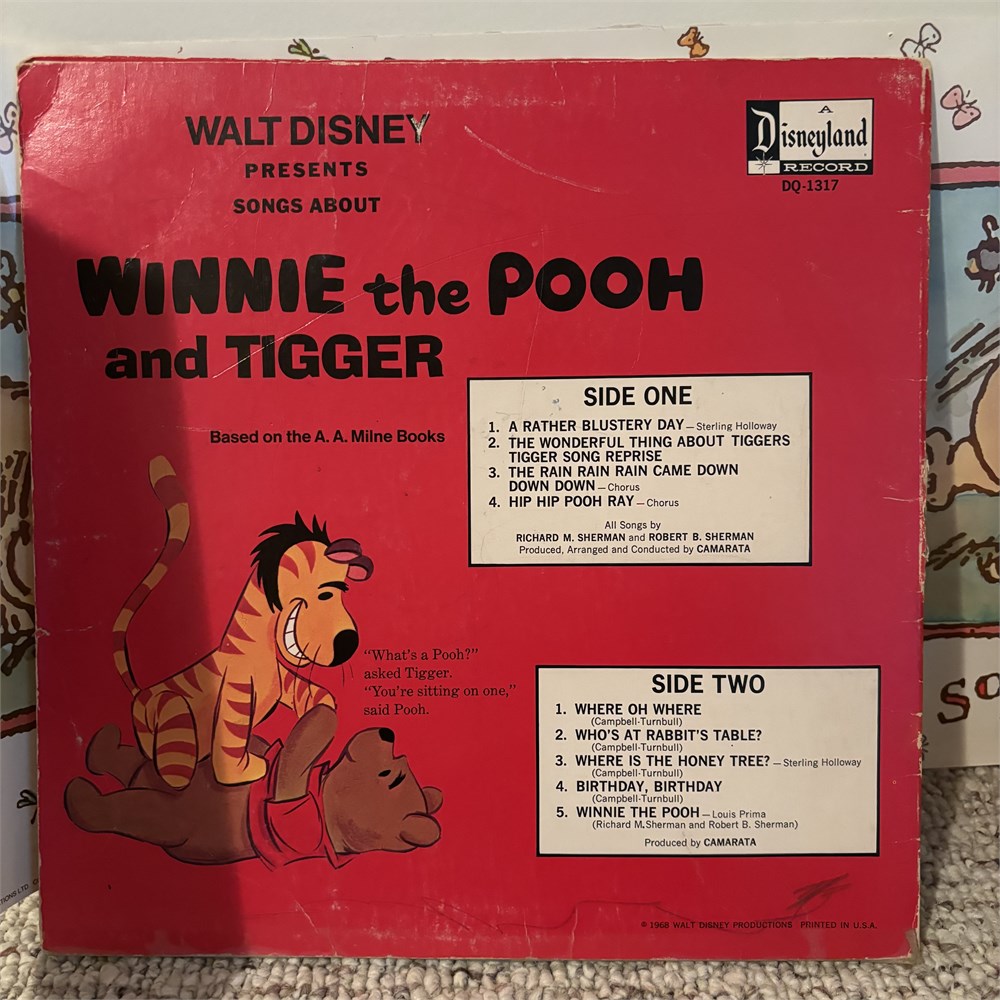 WALT DISNEY
PRESENTS
SONGS ABOUT
WINNIE the POOH
and TIGGER
Based on the A. A. Milne Books
A
Disneyland
RECORD
DQ-1317
SIDE ONE
1. A RATHER BLUSTERY DAY — Sterling Holloway
2. THE WONDERFUL THING ABOUT TIGGERS
TIGGER SONG REPRISE
3. THE RAIN RAIN RAIN CAME DOWN
DOWN DOWN — Chorus
4. HIP HIP POOH RAY — Chorus
All Songs by
RICHARD M. SHERMAN and ROBERT B. SHERMAN
Produced, Arranged and Conducted by CAMARATA
"What's a Pooh?"
asked Tigger.
"You're sitting on one,"
said Pooh.
SIDE TWO
1. WHERE OH WHERE
(Campbell-Turnbull)
2. WHO'S AT RABBIT'S TABLE?
(Campbell-Turnbull)
3. WHERE IS THE HONEY TREE? — Sterling Holloway
(Campbell-Turnbull)
4. BIRTHDAY, BIRTHDAY
(Campbell-Turnbull)
5. WINNIE THE POOH — Louis Prima
(Richard M. Sherman and Robert B. Sherman)
Produced by CAMARATA
© 1968 WALT DISNEY PRODUCTIONS PRINTED IN U.S.A.
so